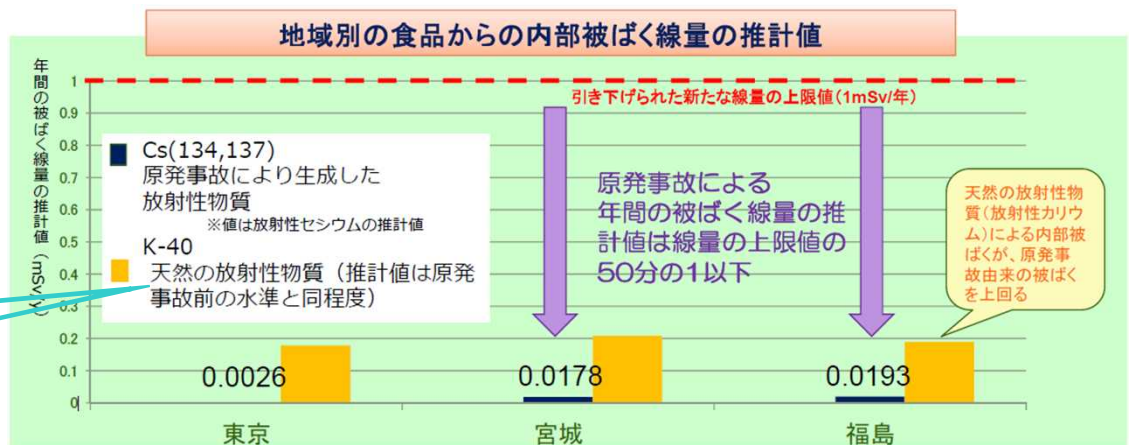 地域別の食品からの内部被ばく線量の推計値
年間の被ばく線量の推計値(mSv/y)
1
0.9
0.8
0.7
0.6
0.5
0.4
0.3
0.2
0.1
0
引き下げられた新たな線量の上限値(1mSv/年)
Cs(134,137)
原発事故により生成した
放射性物質
※値は放射性セシウムの推計値
K-40
天然の放射性物質(推計値は原発
事故前の水準と同程度)
原発事故による
年間の被ばく線量の推
計値は線量の上限値の
50分の1以下
天然の放射性物
質(放射性カリウ
ム)による内部被
ばくが、原発事
故由来の被ばく
を上回る
0.0026
0.0178
0.0193
東京
宮城
福島